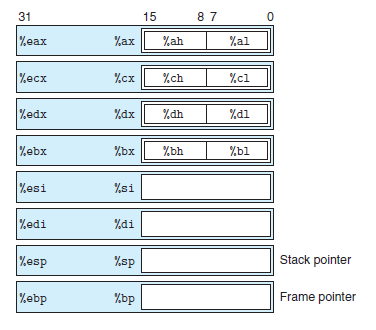 31 15 8 7 0
%eax %ax %ah %al
%ecx %cx %ch %cl
%edx %dx %dh %dl
%ebx %bx %bh %bl
%esi %si
%edi %di
%esp %sp Stack pointer
%ebp %bp Frame pointer